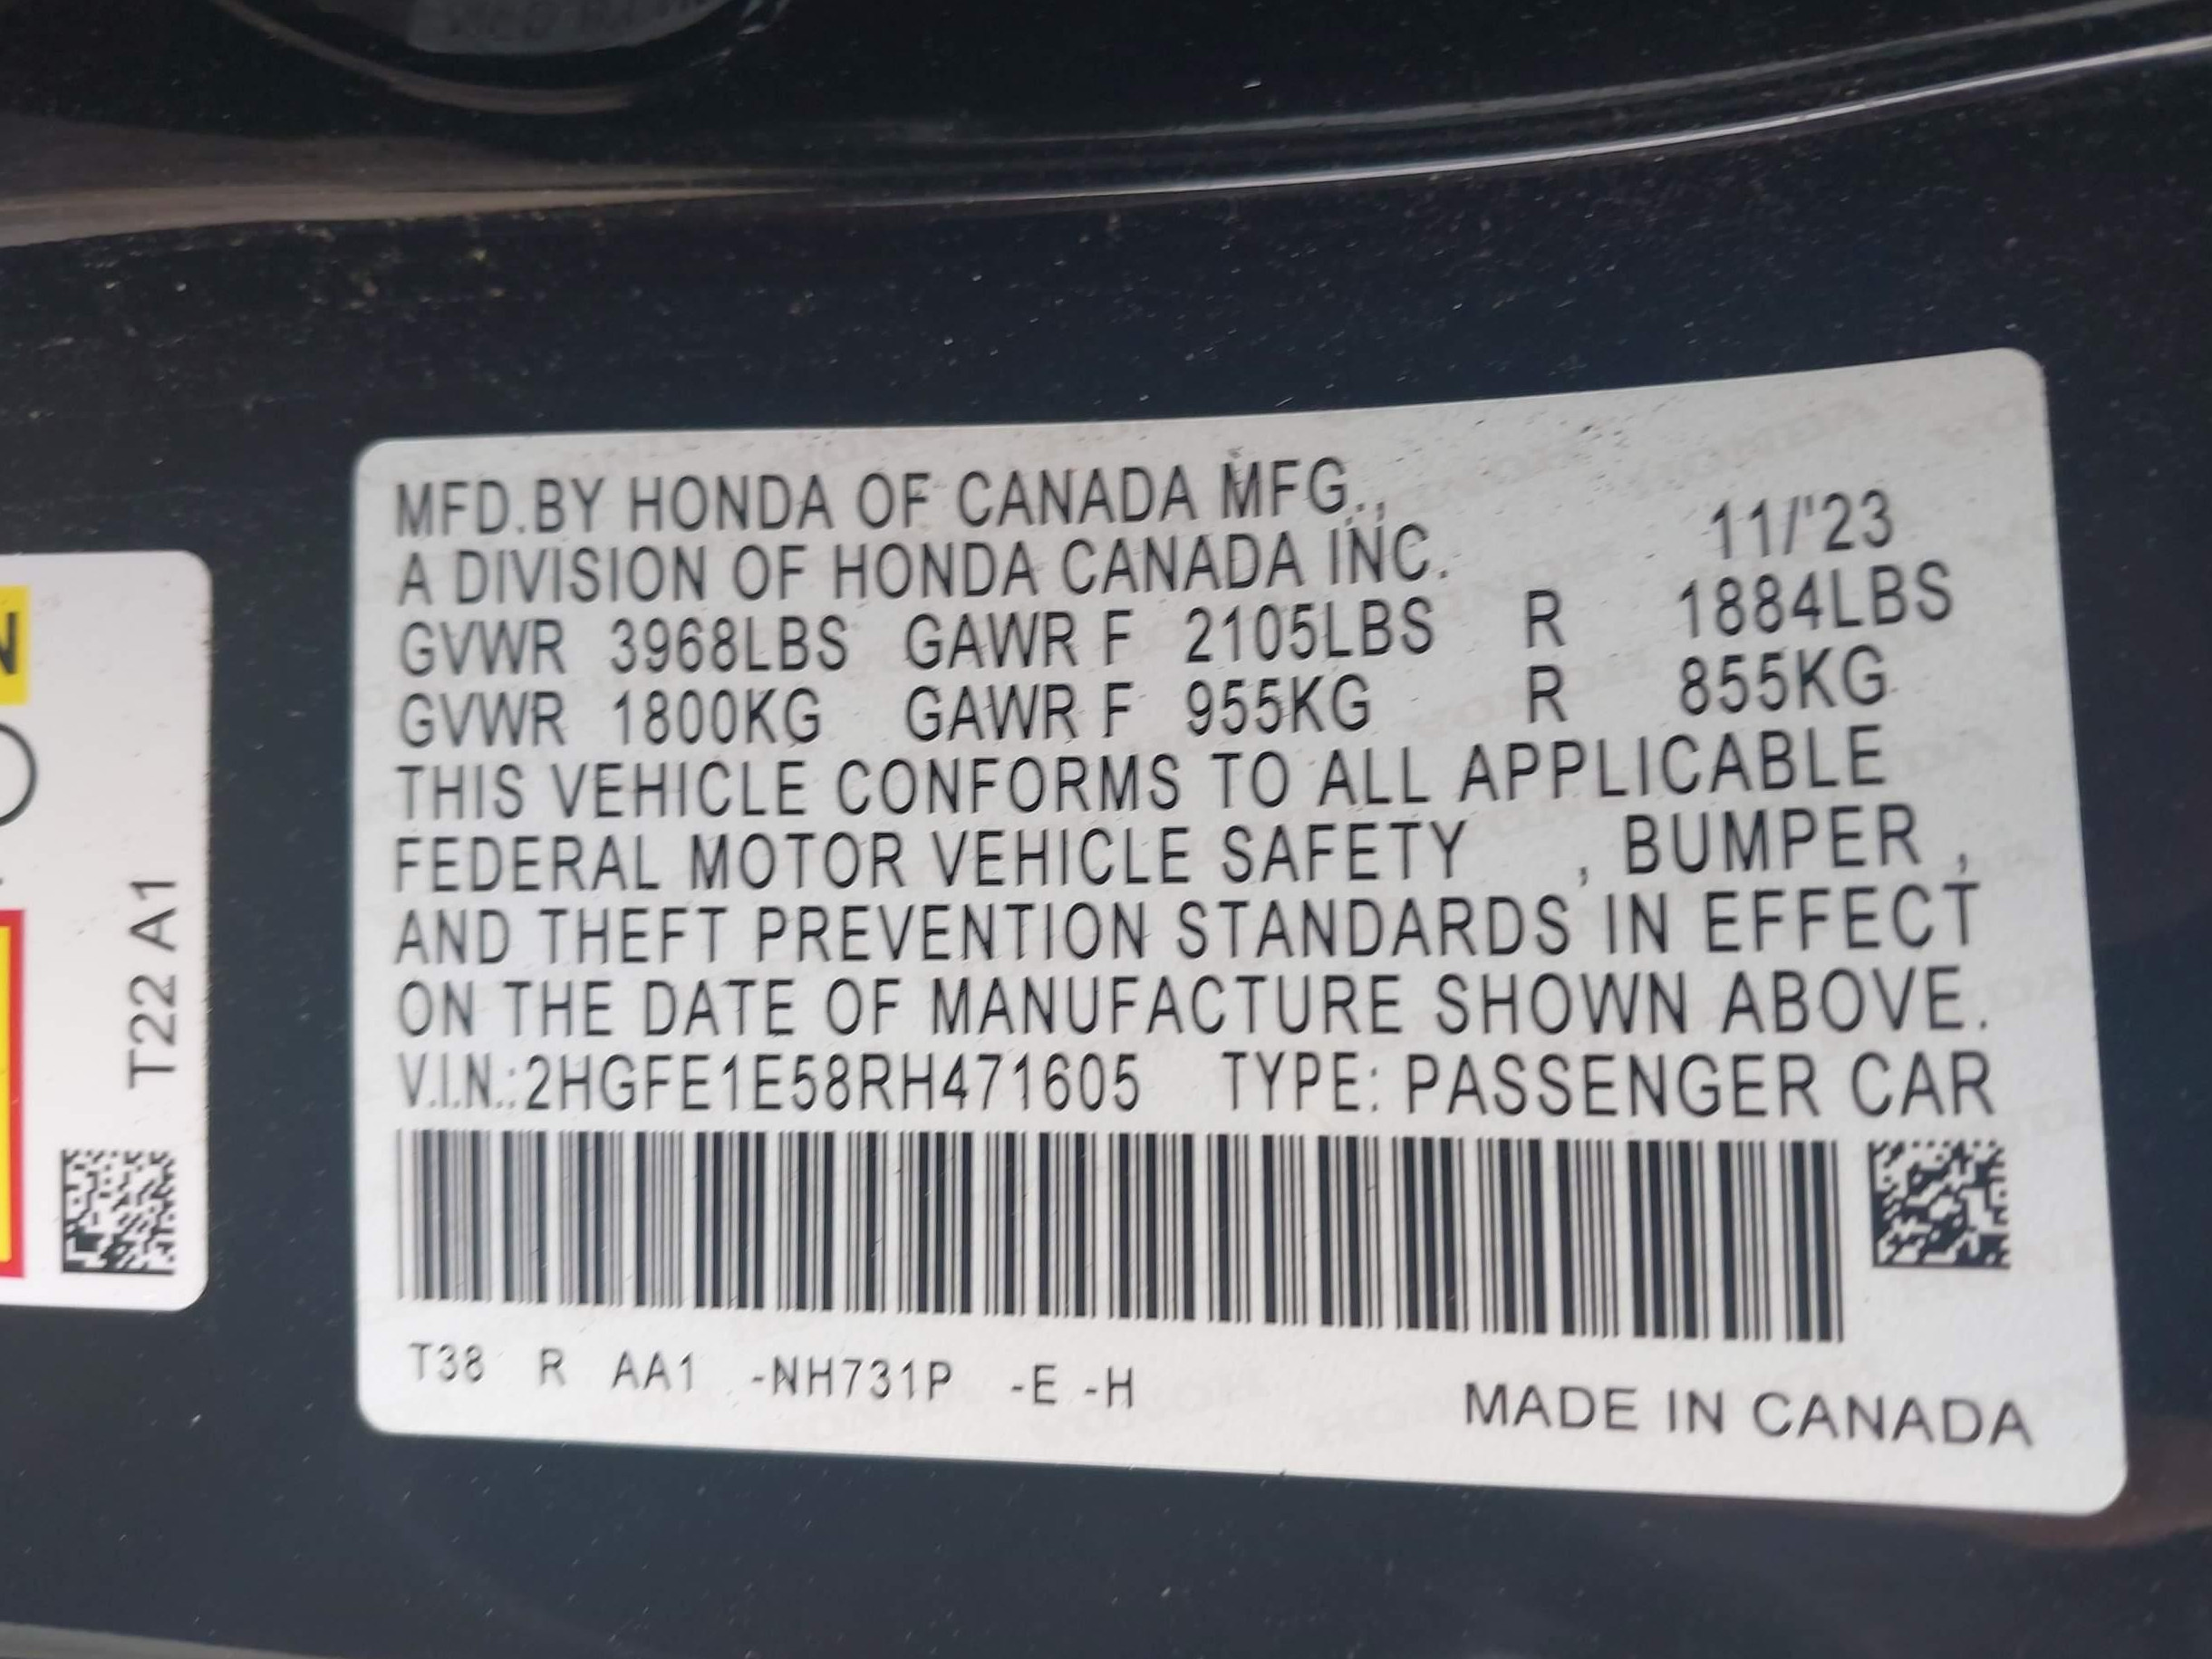 MFD.BY HONDA OF CANADA MFG.,
A DIVISION OF HONDA CANADA INC. 11/'23
GVWR 3968LBS GAWR F 2105LBS R 1884LBS
GVWR 1800KG GAWR F 955KG R 855KG
THIS VEHICLE CONFORMS TO ALL APPLICABLE
FEDERAL MOTOR VEHICLE SAFETY , BUMPER ,
AND THEFT PREVENTION STANDARDS IN EFFECT
ON THE DATE OF MANUFACTURE SHOWN ABOVE.
V.I.N.:2HGFE1E58RH471605 TYPE: PASSENGER CAR
T38 R AA1 -NH731P -E -H
MADE IN CANADA
T22 A1